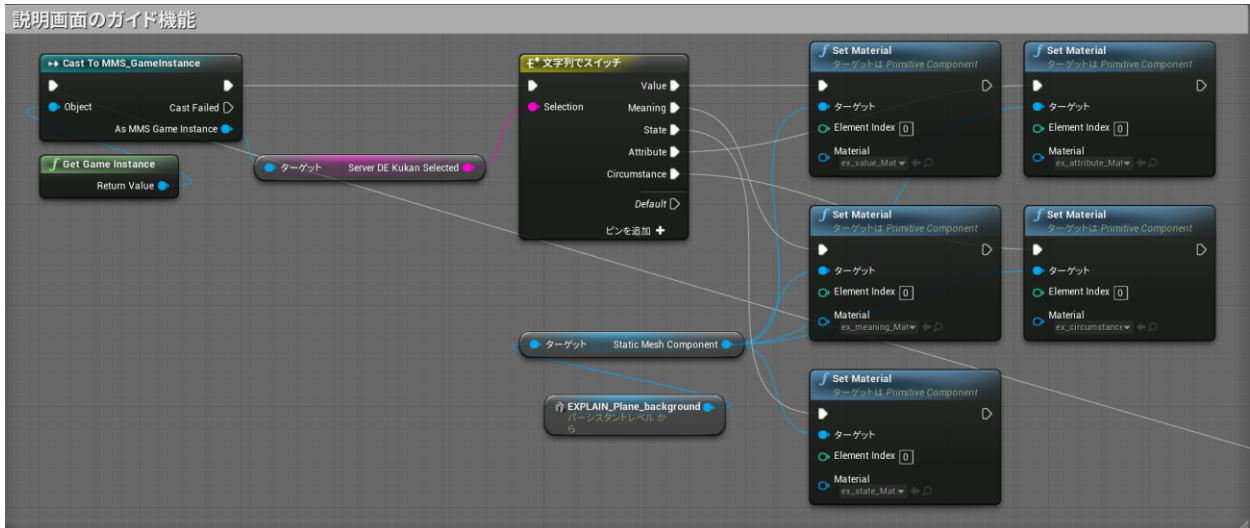 説明画面のガイド機能
Cast To MMS_GameInstance
Object
Cast Failed
As MMS Game Instance
Get Game Instance
Return Value
ターゲット Server DE Kukan Selected
文字列でスイッチ
Selection
Value
Meaning
State
Attribute
Circumstance
Default
ピンを追加
ターゲット Static Mesh Component
EXPLAIN_Plane_background
パーシスタントレベル か
ら
Set Material
ターゲットは Primitive Component
ターゲット
Element Index 0
Material
ex_value_Mat
Set Material
ターゲットは Primitive Component
ターゲット
Element Index 0
Material
ex_attribute_Mat
Set Material
ターゲットは Primitive Component
ターゲット
Element Index 0
Material
ex_meaning_Mat
Set Material
ターゲットは Primitive Component
ターゲット
Element Index 0
Material
ex_circumstance
Set Material
ターゲットは Primitive Component
ターゲット
Element Index 0
Material
ex_state_Mat